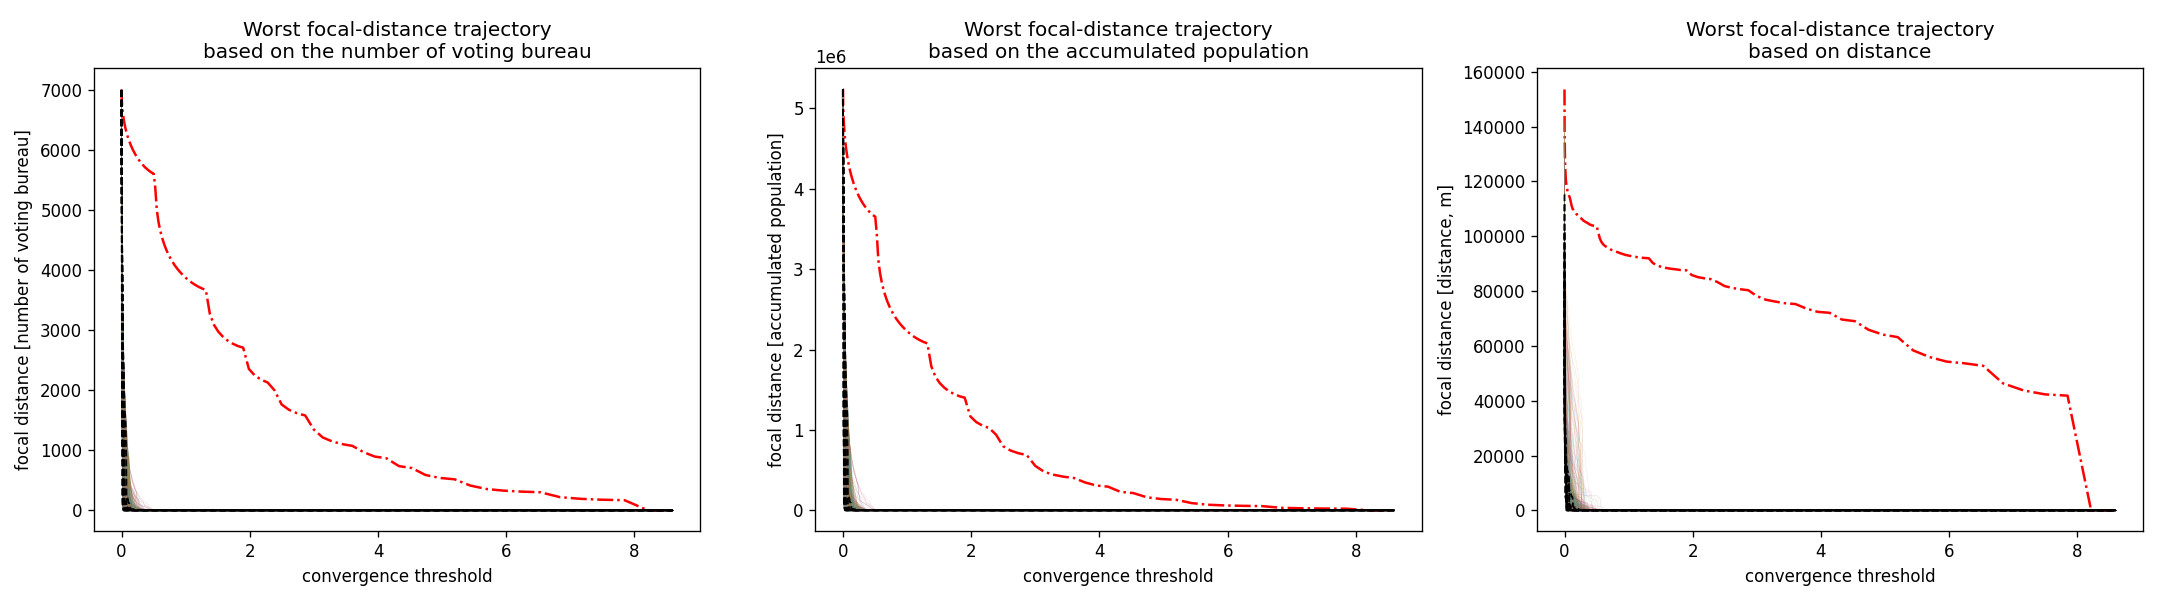 Worst focal-distance trajectory
based on the number of voting bureau
focal distance [number of voting bureau]
7000
6000
5000
4000
3000
2000
1000
0
0 2 4 6 8
convergence threshold
Worst focal-distance trajectory
based on the accumulated population
1e6
focal distance [accumulated population]
5
4
3
2
1
0
0 2 4 6 8
convergence threshold
Worst focal-distance trajectory
based on distance
focal distance [distance, m]
160000
140000
120000
100000
80000
60000
40000
20000
0
0 2 4 6 8
convergence threshold